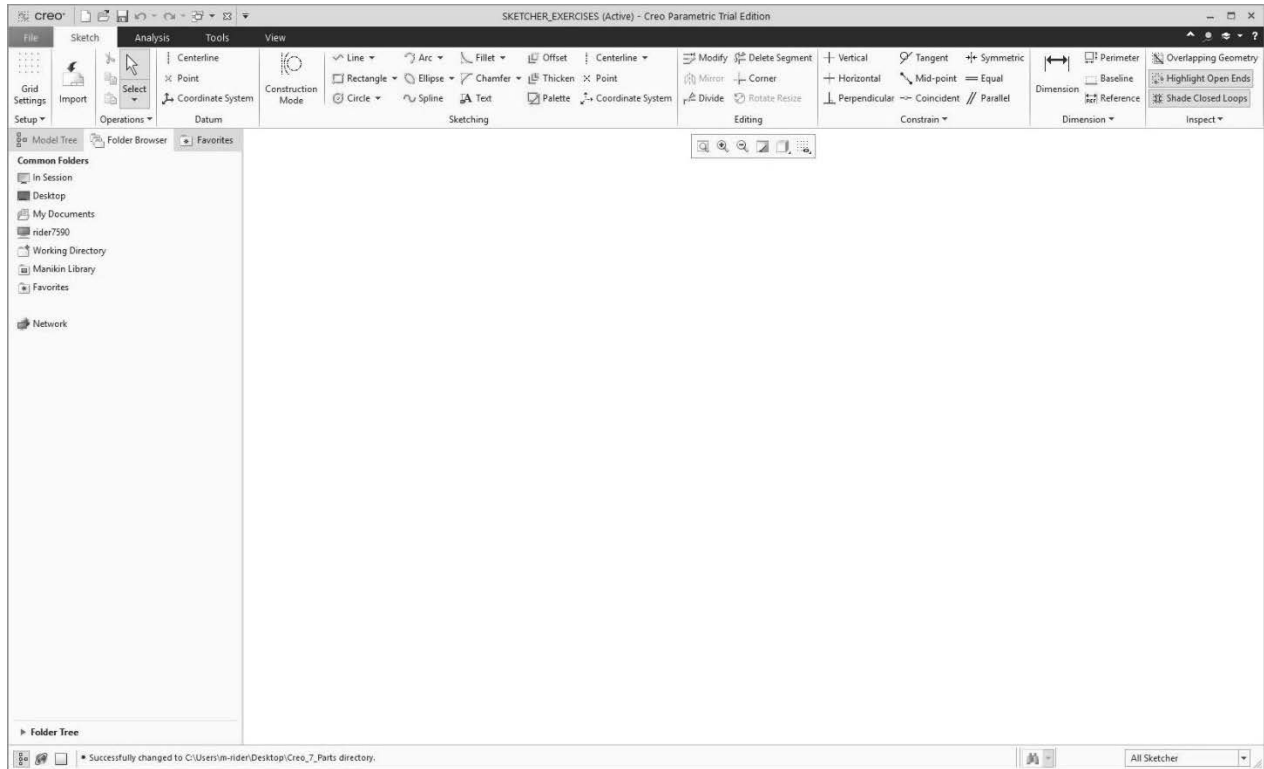 creo SKETCHER_EXERCISES (Active) - Creo Parametric Trial Edition
File Sketch Analysis Tools View
Centerline Line Arc Fillet Offset Centerline Modify Delete Segment Vertical Tangent Symmetric Perimeter Overlapping Geometry
Grid Settings Import Select Point Construction Mode Rectangle Ellipse Chamfer Thicken Point Mirror Corner Horizontal Mid-point Equal Dimension Baseline Highlight Open Ends
Coordinate System Circle Spline Text Palette Coordinate System Divide Rotate Resize Perpendicular Coincident Parallel Reference Shade Closed Loops
Setup Operations Datum Sketching Editing Constrain Dimension Inspect
Model Tree Folder Browser Favorites
Common Folders
In Session
Desktop
My Documents
rider7590
Working Directory
Manikin Library
Favorites
Network
Folder Tree
• Successfully changed to C:\Users\m-rider\Desktop\Creo_7_Parts directory. All Sketcher